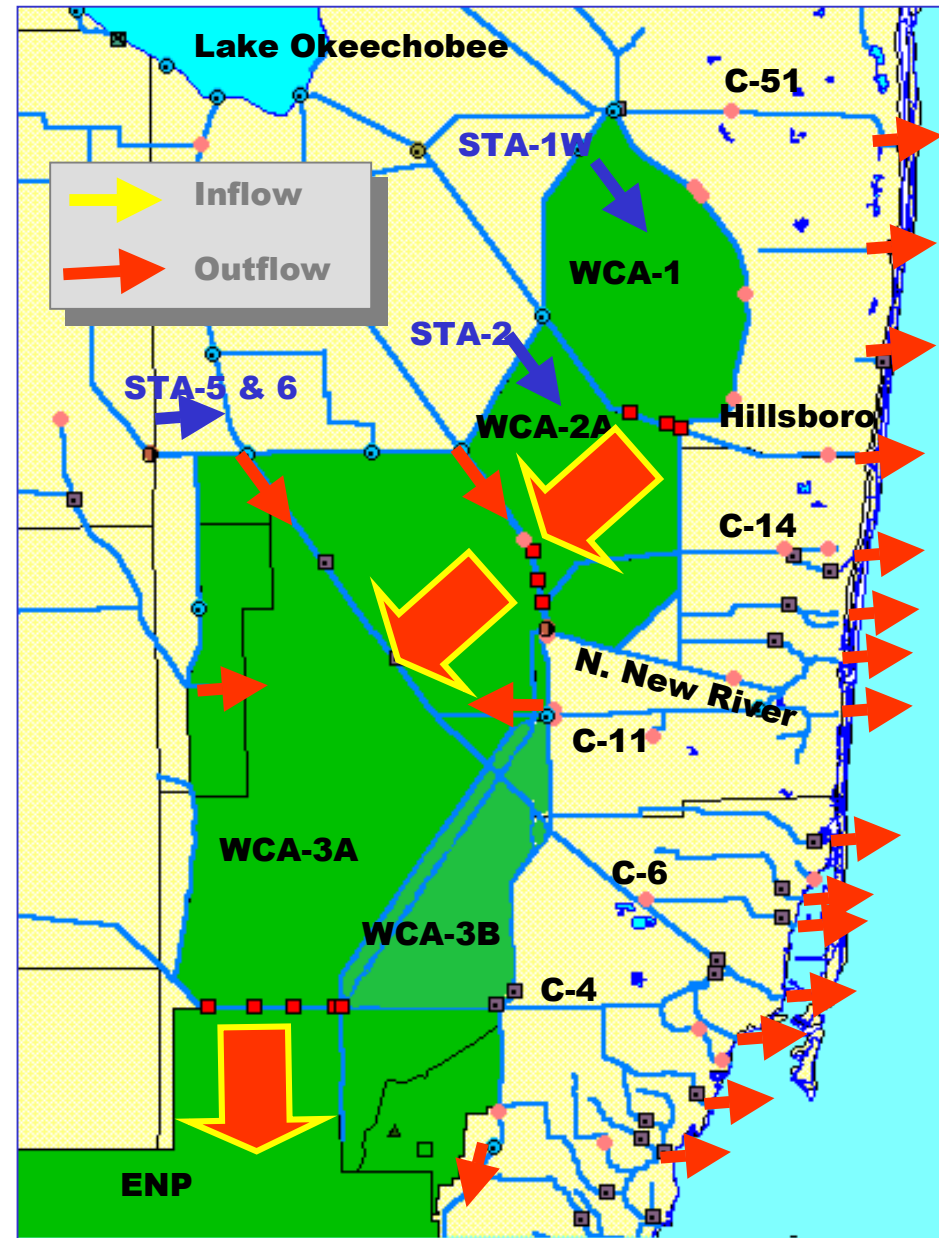 Lake Okeechobee
C-51
STA-1W
Inflow
Outflow
WCA-1
STA-2
STA-5 & 6
WCA-2A
Hillsboro
C-14
N. New River
C-11
WCA-3A
C-6
WCA-3B
C-4
ENP